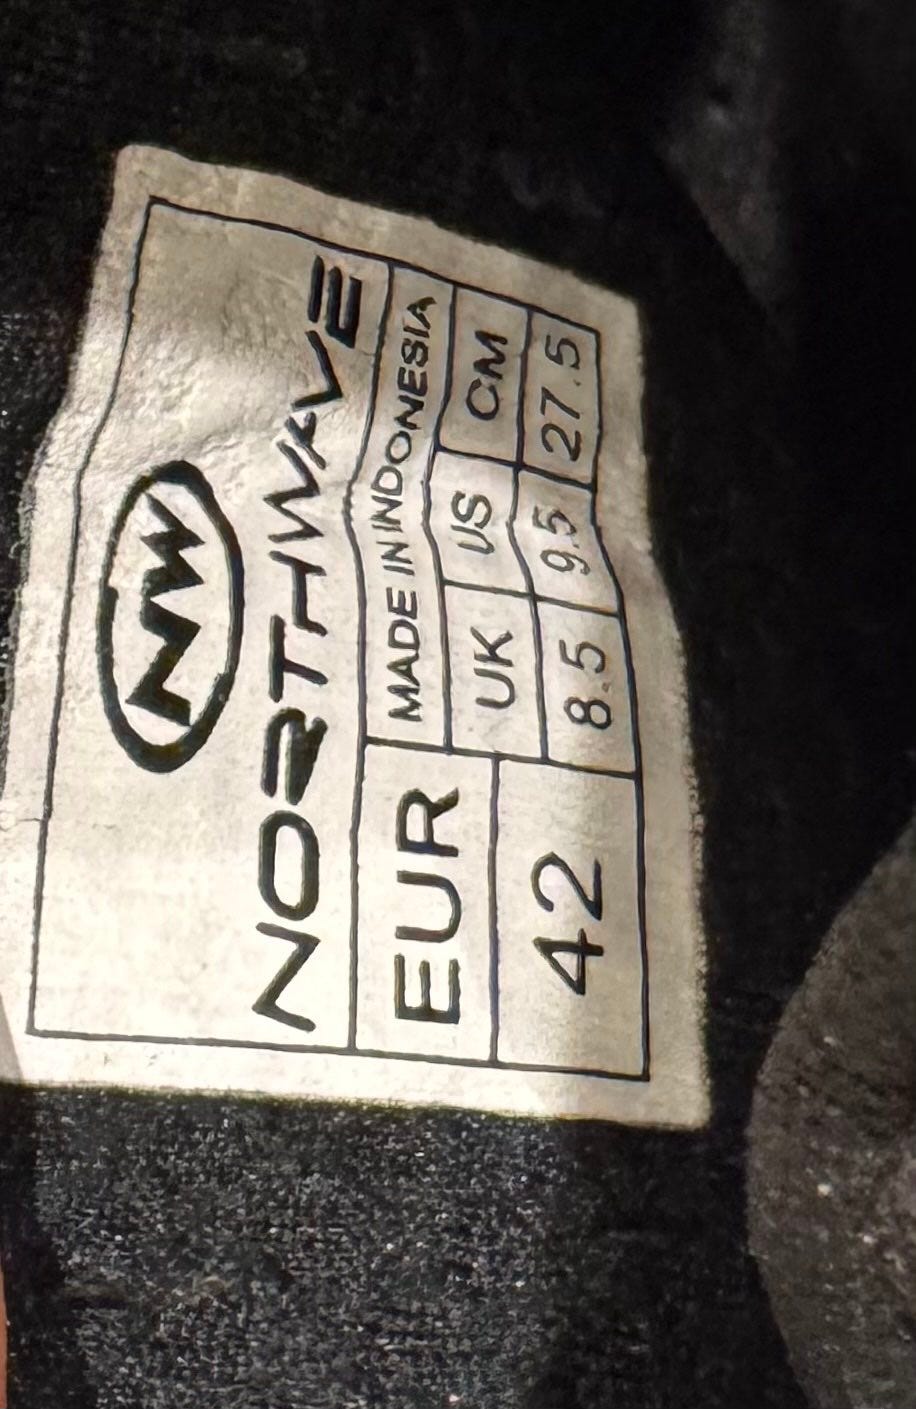 NW
NORTHWAVE
EUR MADE IN INDONESIA
UK US CM
42 8.5 9.5 27.5